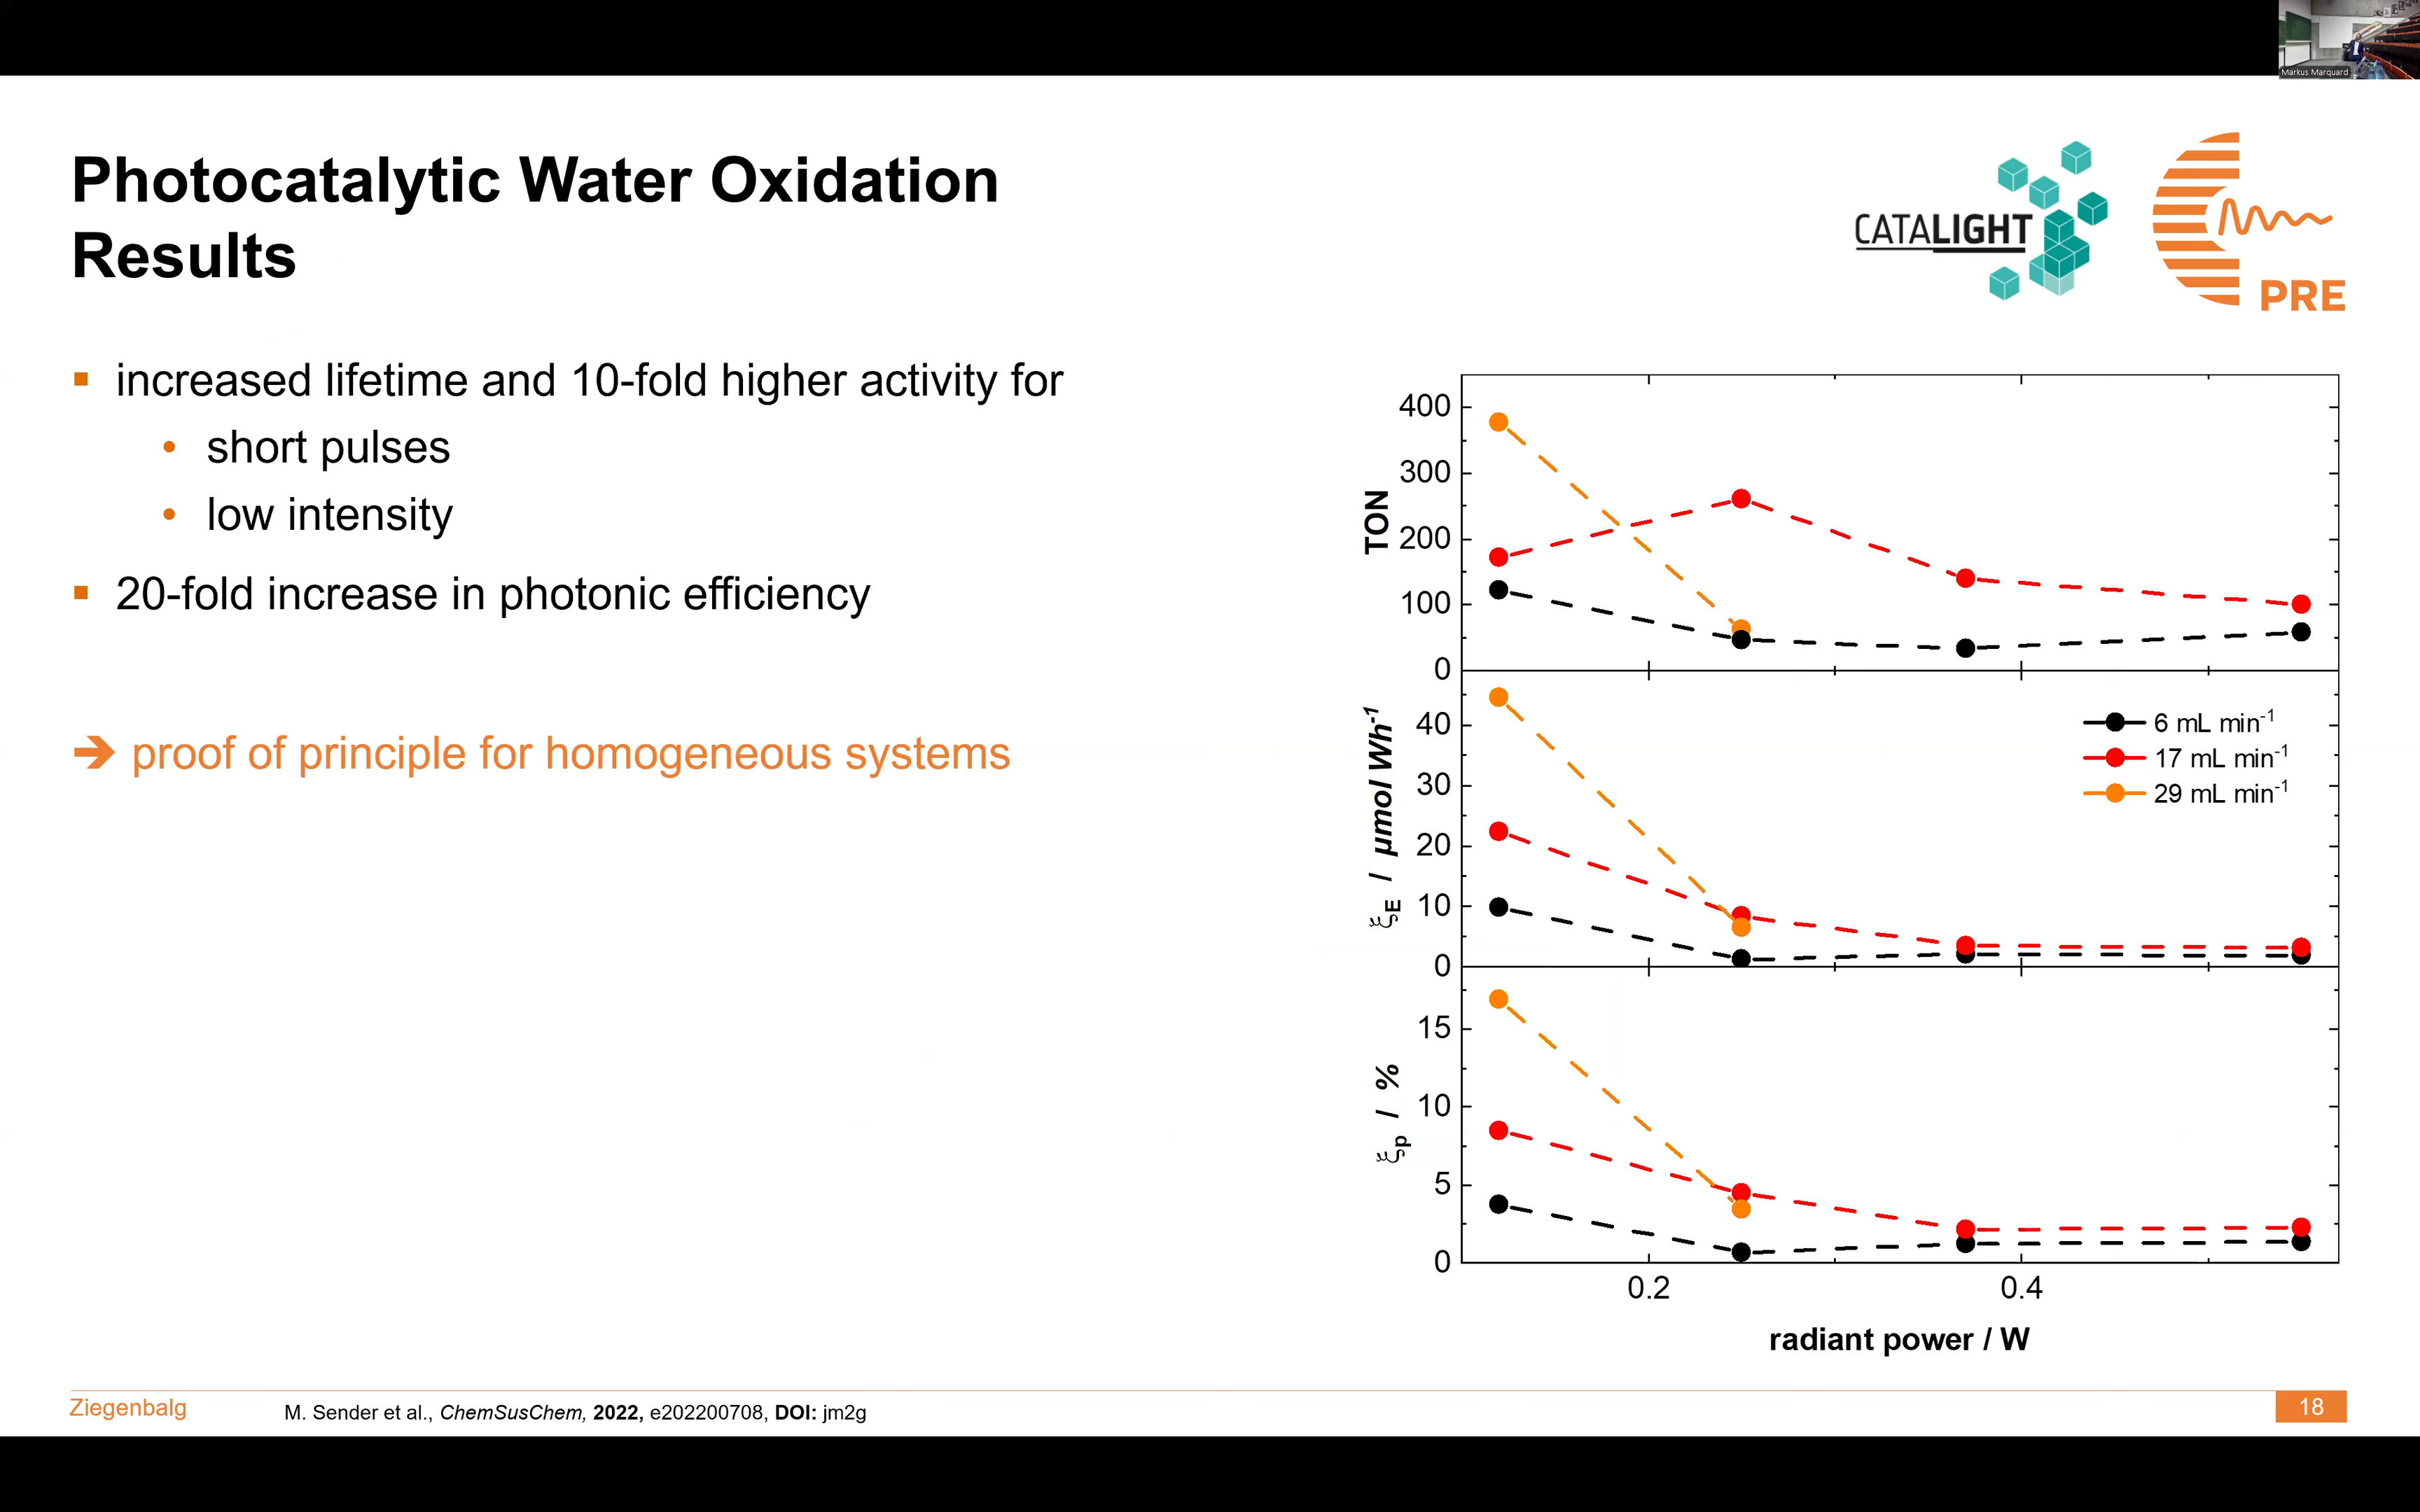 Markus Marquard
Photocatalytic Water Oxidation
Results
CATALIGHT
PRE
▪ increased lifetime and 10-fold higher activity for
• short pulses
• low intensity
▪ 20-fold increase in photonic efficiency
➔ proof of principle for homogeneous systems
TON
400
300
200
100
0
ξE / µmol Wh⁻¹
40
30
20
10
0
6 mL min⁻¹
17 mL min⁻¹
29 mL min⁻¹
ξp / %
15
10
5
0
0.2 0.4
radiant power / W
Ziegenbalg
M. Sender et al., ChemSusChem, 2022, e202200708, DOI: jm2g
18